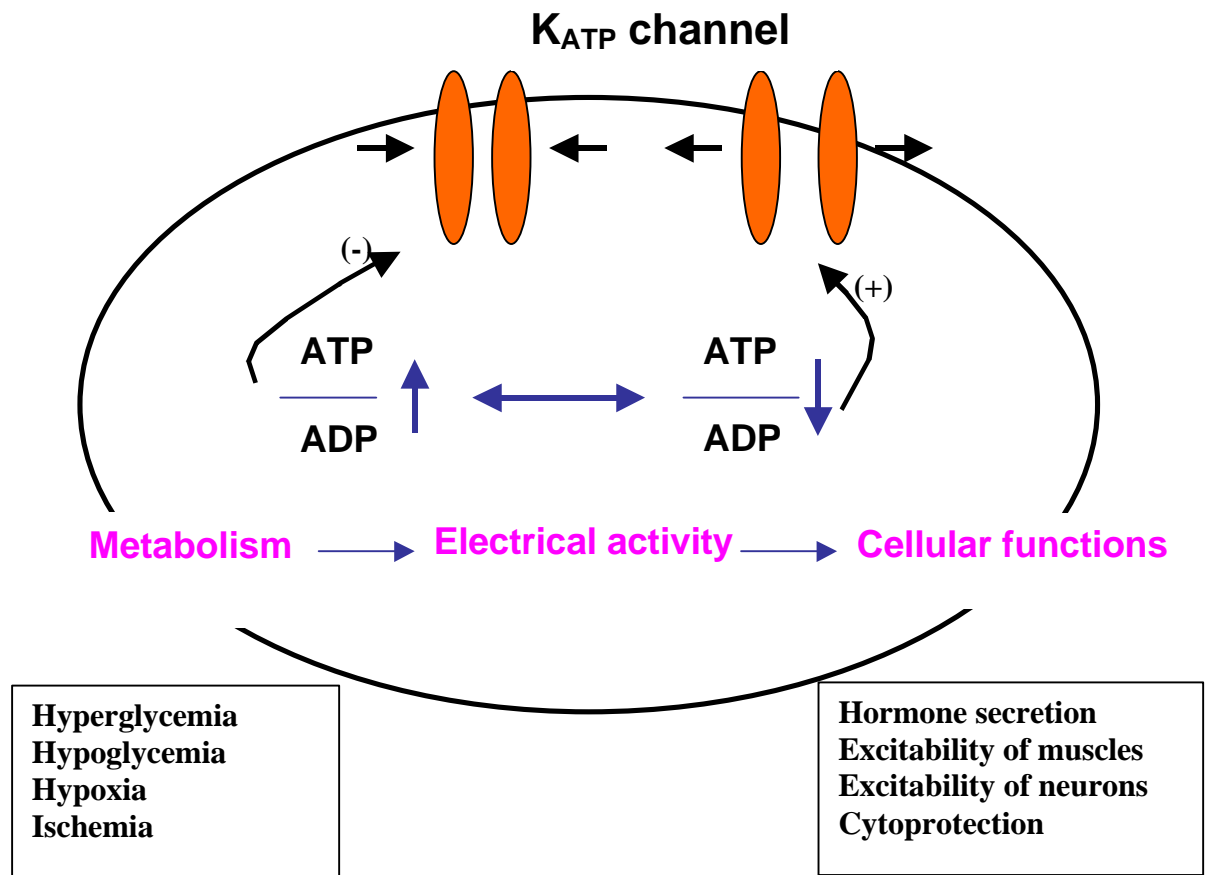 K_ATP channel
(-)
(+)
ATP
ADP
ATP
ADP
Metabolism
Electrical activity
Cellular functions
Hyperglycemia
Hypoglycemia
Hypoxia
Ischemia
Hormone secretion
Excitability of muscles
Excitability of neurons
Cytoprotection